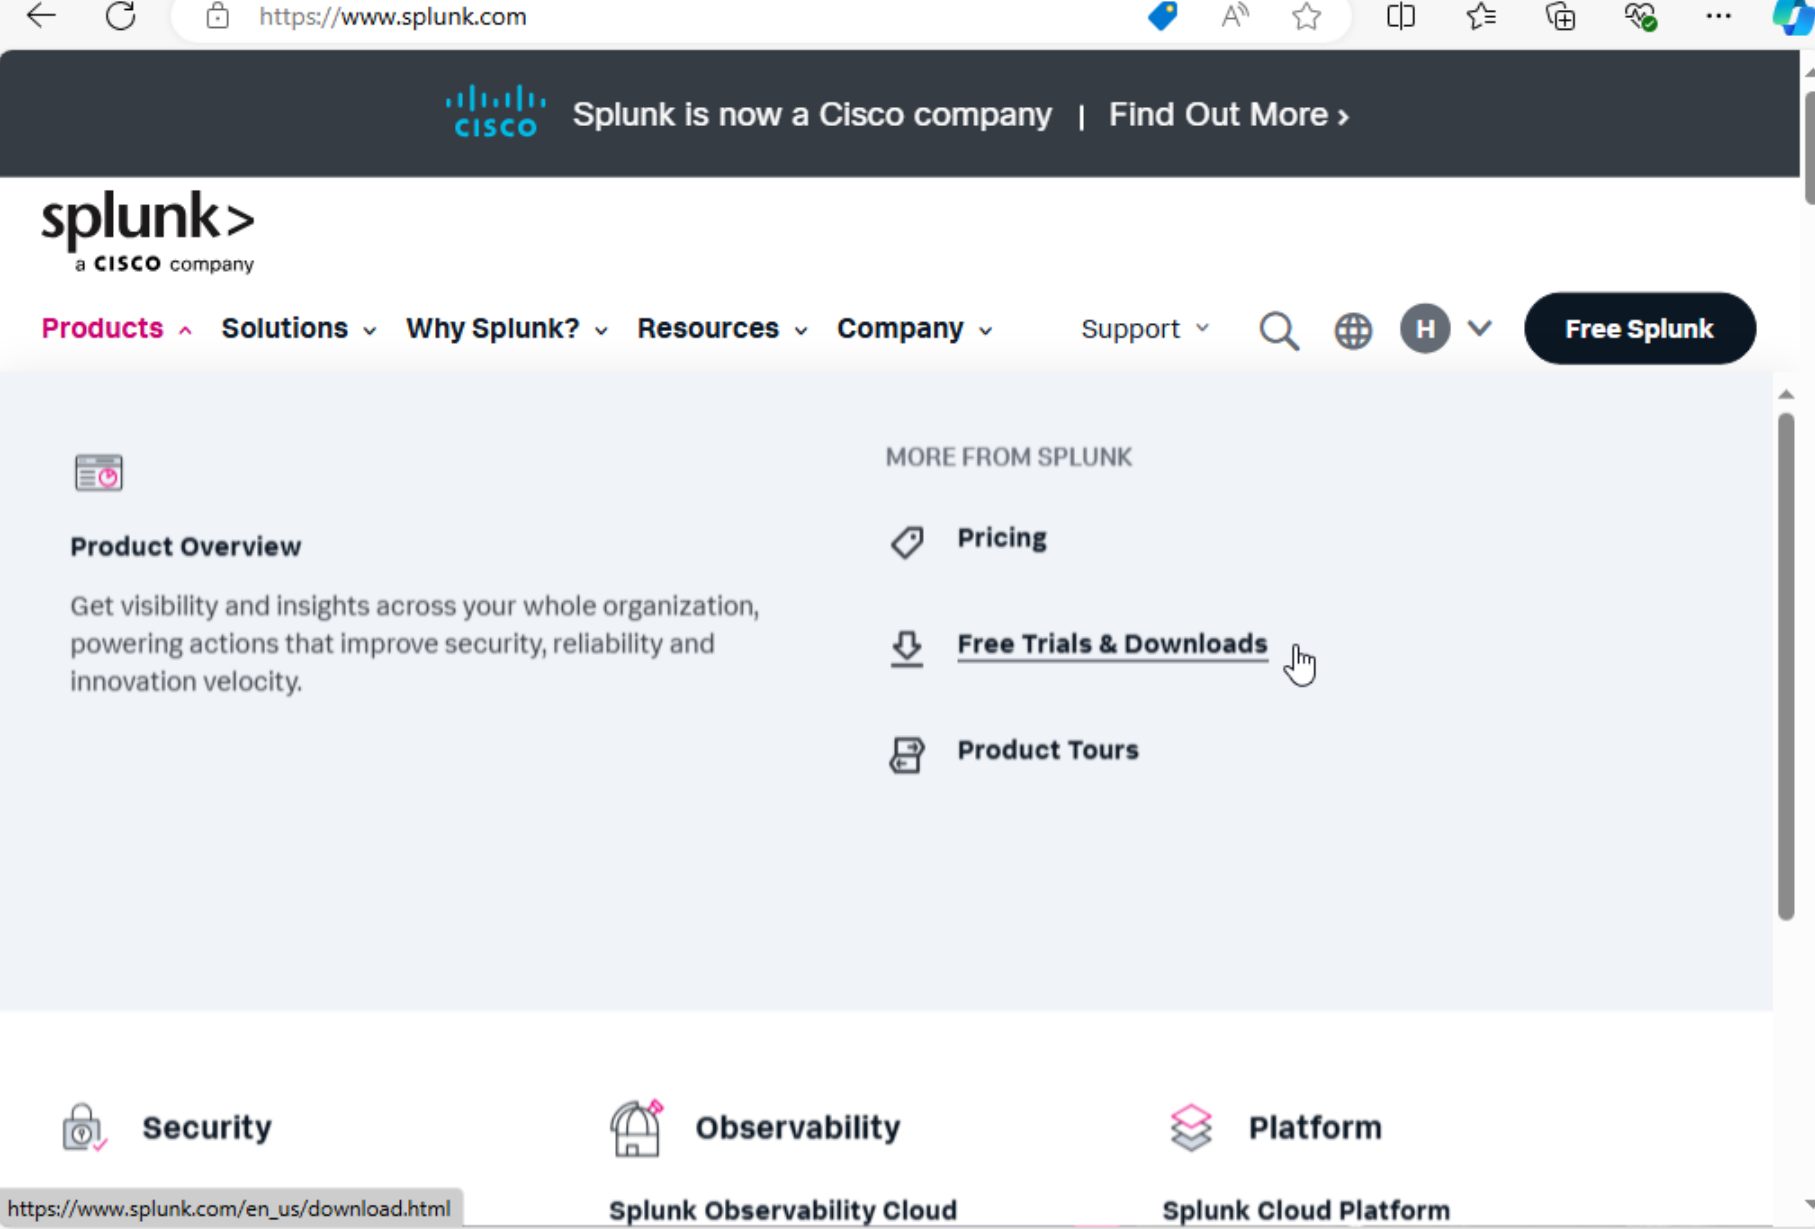 https://www.splunk.com
CISCO Splunk is now a Cisco company | Find Out More ›
splunk>
a CISCO company
Products Solutions Why Splunk? Resources Company Support H Free Splunk
MORE FROM SPLUNK
Product Overview
Get visibility and insights across your whole organization,
powering actions that improve security, reliability and
innovation velocity.
Pricing
Free Trials & Downloads
Product Tours
Security Observability Platform
https://www.splunk.com/en_us/download.html Splunk Observability Cloud Splunk Cloud Platform